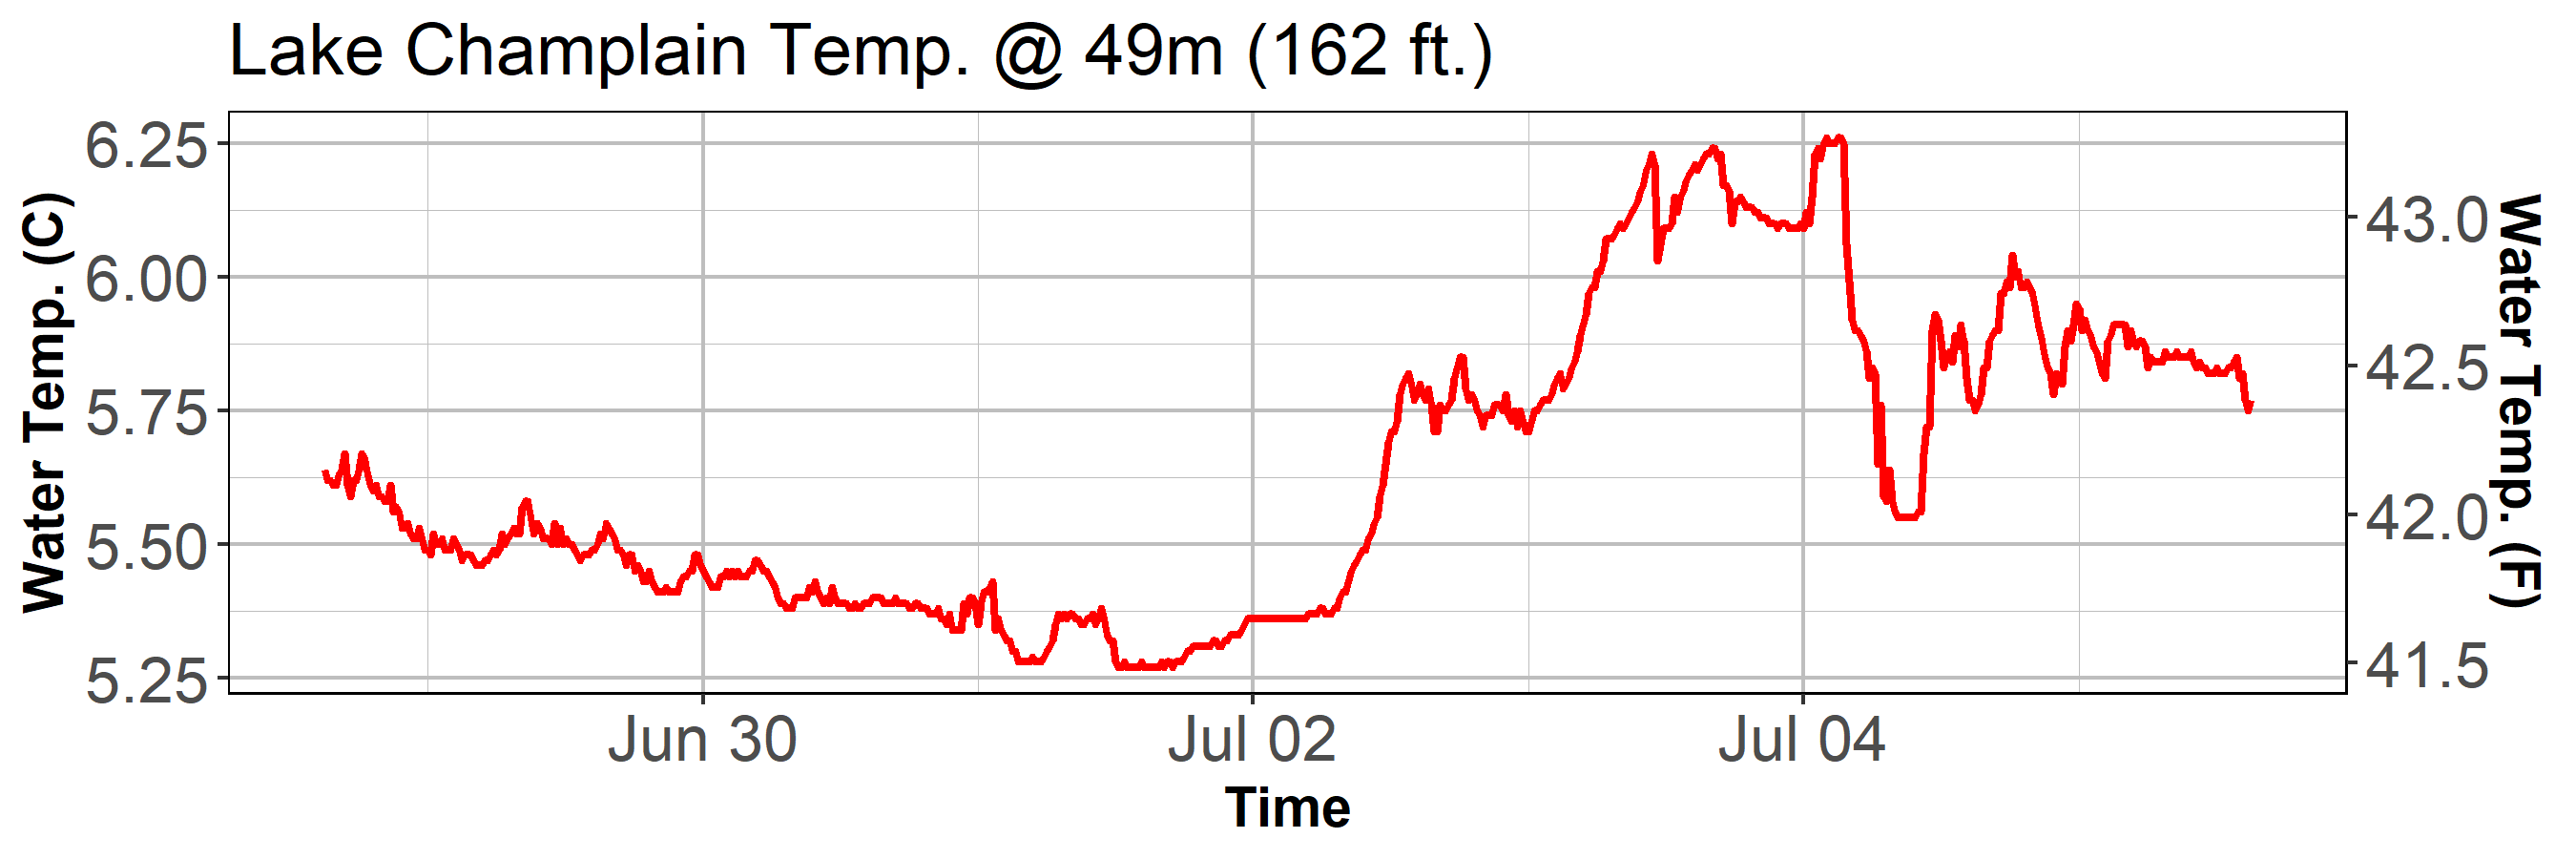 Lake Champlain Temp. @ 49m (162 ft.)
Water Temp. (C)
6.25
6.00
5.75
5.50
5.25
43.0
42.5
42.0
41.5
Water Temp. (F)
Jun 30 Jul 02 Jul 04
Time